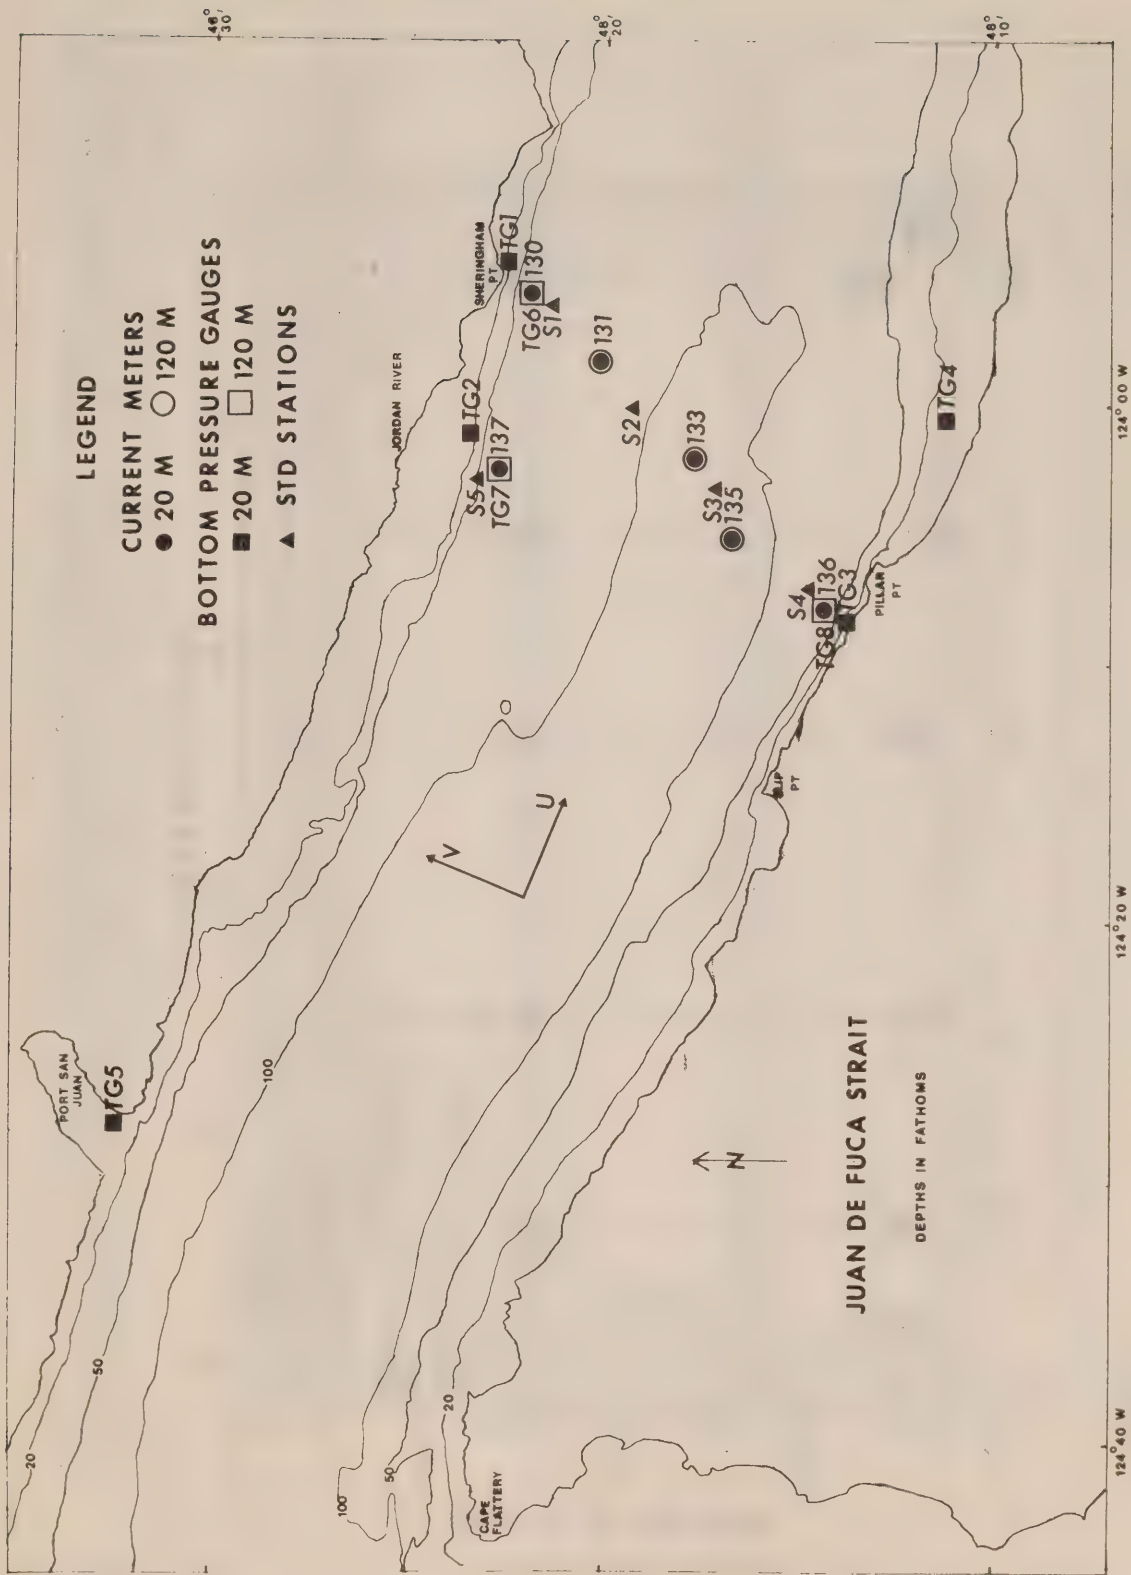 LEGEND
CURRENT METERS
● 20 M ○ 120 M
BOTTOM PRESSURE GAUGES
■ 20 M □ 120 M
▲ STD STATIONS
48°30'
48°20'
48°10'
PORT SAN
JUAN
TG5
JORDAN RIVER
SHERINGHAM
PT
TG1
TG6 130
S1
TG2
S5
TG7 137
131
S2
133
S3
135
S4
136
TG8
TG3
PILLAR
PT
TG4
SLIP
PT
V
U
N
20
50
100
100
50
20
CAPE
FLATTERY
JUAN DE FUCA STRAIT
DEPTHS IN FATHOMS
124°40 W
124°20 W
124°00 W